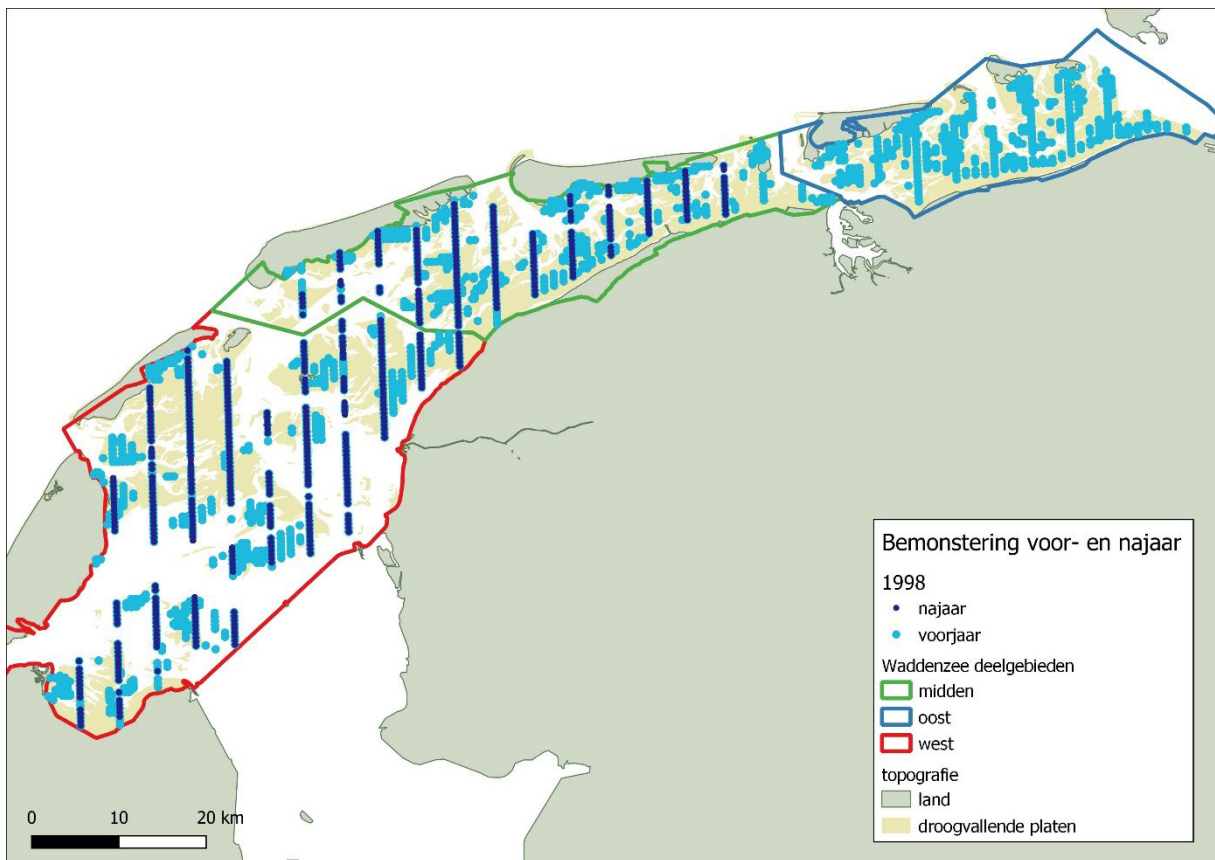 Bemonstering voor- en najaar
1998
najaar
voorjaar
Waddenzee deelgebieden
midden
oost
west
topografie
land
droogvallende platen
0 10 20 km